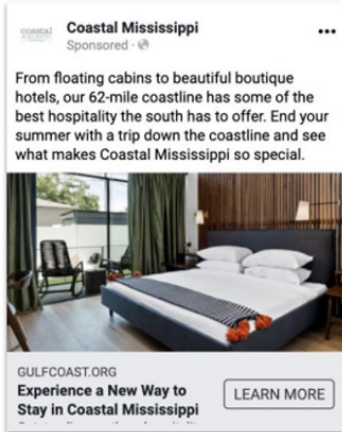 coastal
Coastal Mississippi
Sponsored ·
From floating cabins to beautiful boutique
hotels, our 62-mile coastline has some of the
best hospitality the south has to offer. End your
summer with a trip down the coastline and see
what makes Coastal Mississippi so special.
GULFCOAST.ORG
Experience a New Way to
Stay in Coastal Mississippi
LEARN MORE